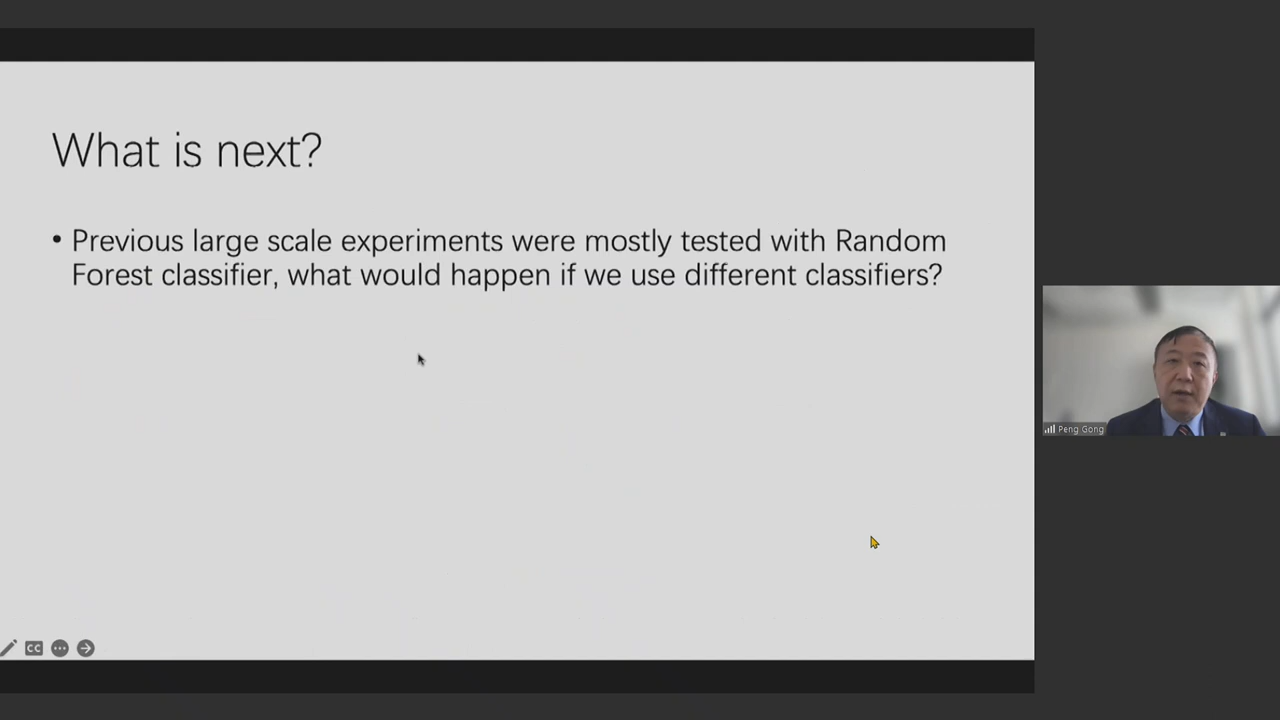 What is next?
• Previous large scale experiments were mostly tested with Random
Forest classifier, what would happen if we use different classifiers?
Peng Gong
CC